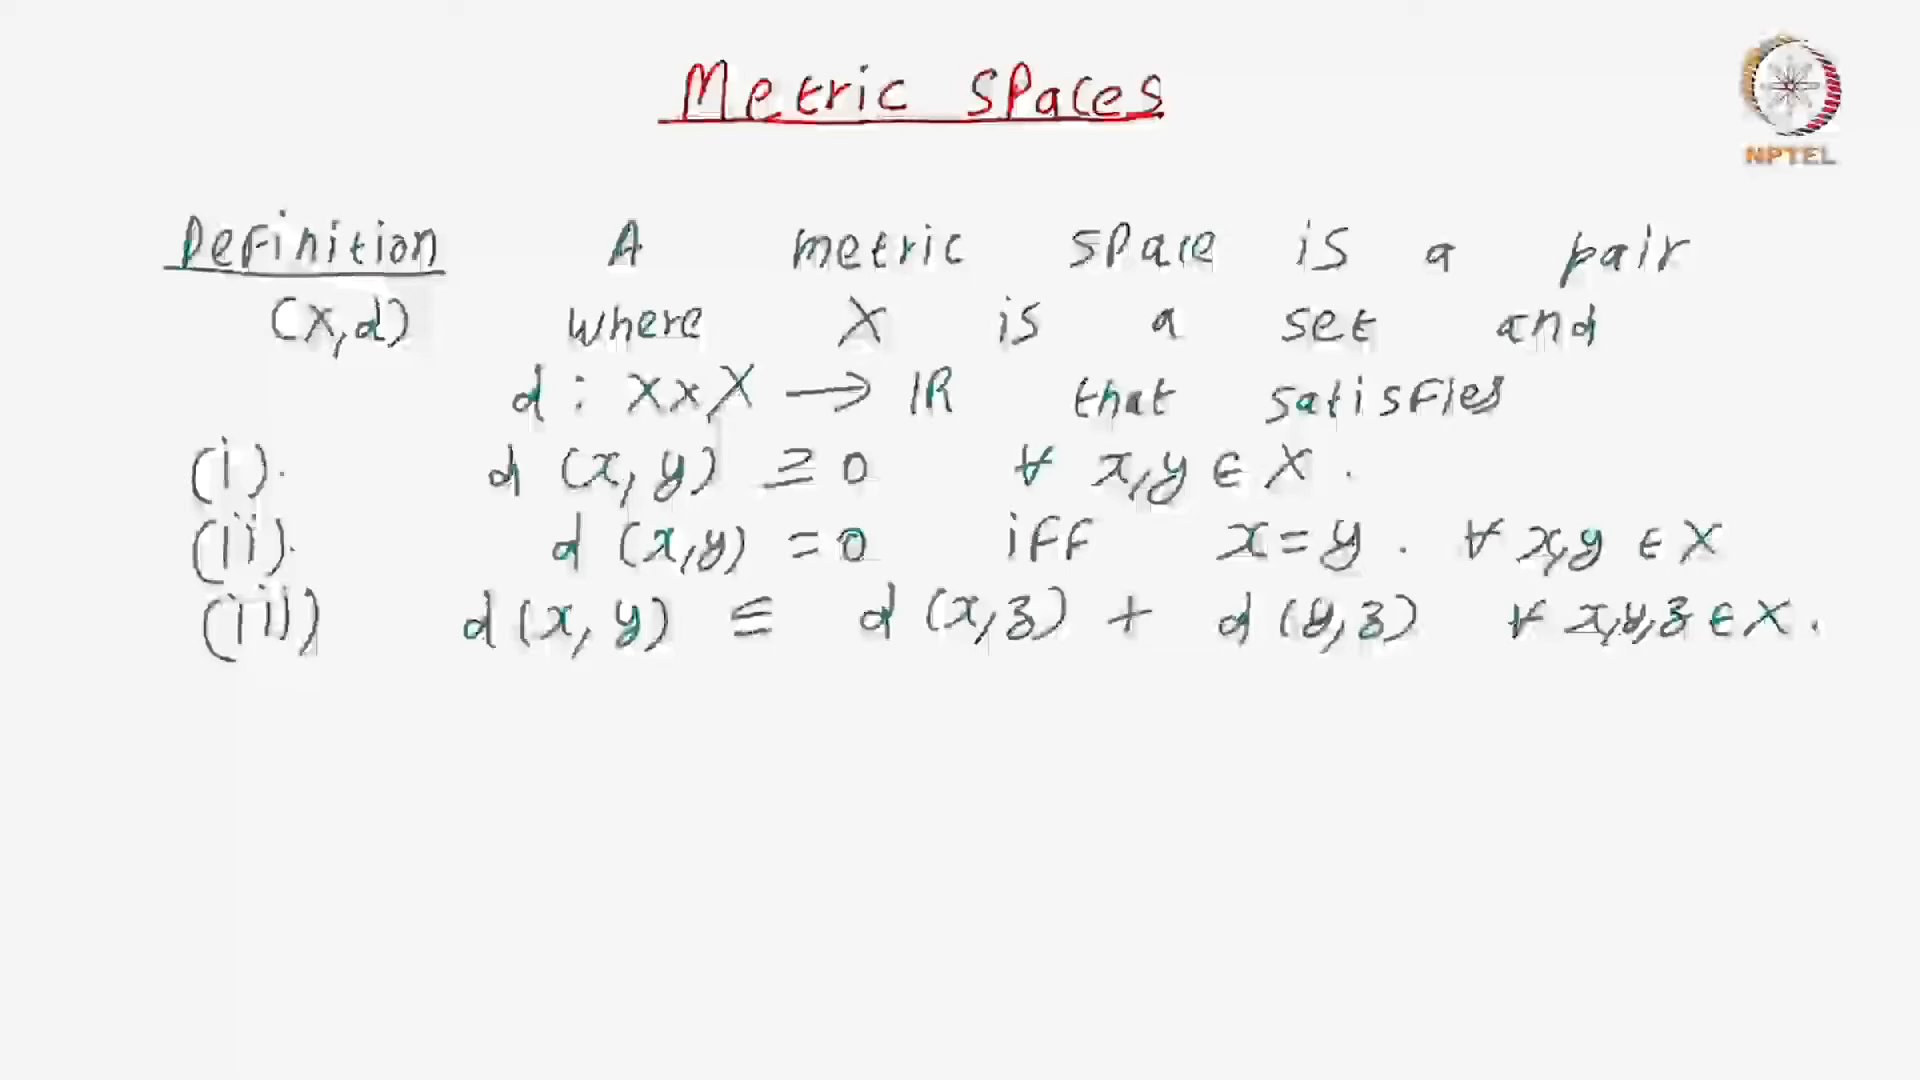 Metric Spaces
NPTEL
Definition A metric space is a pair
(X,d) where X is a set and
d : X×X → ℝ that satisfies
(i). d (x, y) ≥ 0 ∀ x,y ∈ X .
(ii). d (x,y) = 0 iff x = y . ∀ x,y ∈ X
(iii) d(x, y) ≤ d (x,z) + d (y,z) ∀ x,y,z ∈ X .